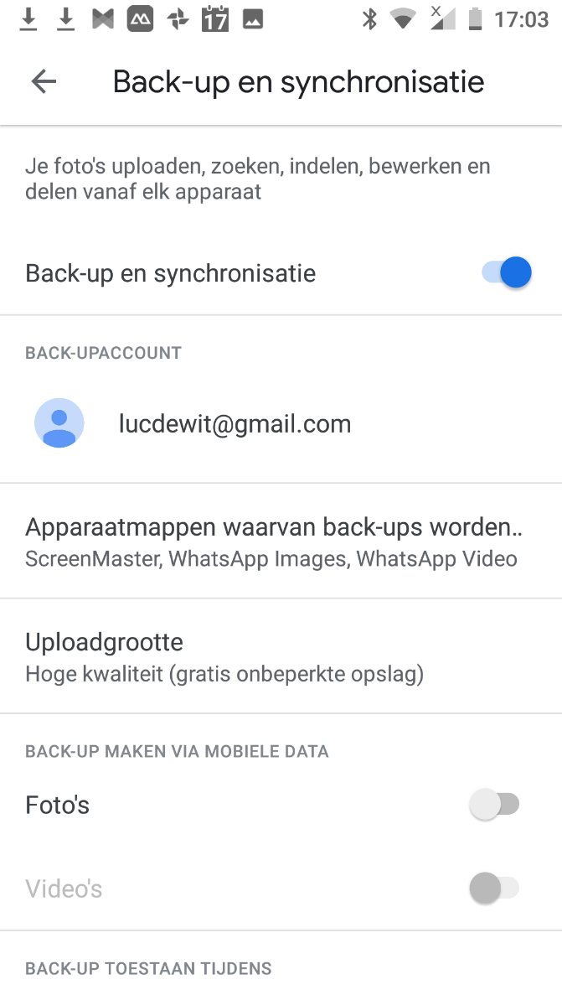 17
X
17:03
Back-up en synchronisatie
Je foto's uploaden, zoeken, indelen, bewerken en
delen vanaf elk apparaat
Back-up en synchronisatie
BACK-UPACCOUNT
lucdewit@gmail.com
Apparaatmappen waarvan back-ups worden..
ScreenMaster, WhatsApp Images, WhatsApp Video
Uploadgrootte
Hoge kwaliteit (gratis onbeperkte opslag)
BACK-UP MAKEN VIA MOBIELE DATA
Foto's
Video's
BACK-UP TOESTAAN TIJDENS